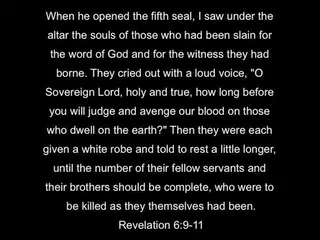 When he opened the fifth seal, I saw under the
altar the souls of those who had been slain for
the word of God and for the witness they had
borne. They cried out with a loud voice, "O
Sovereign Lord, holy and true, how long before
you will judge and avenge our blood on those
who dwell on the earth?" Then they were each
given a white robe and told to rest a little longer,
until the number of their fellow servants and
their brothers should be complete, who were to
be killed as they themselves had been.
Revelation 6:9-11